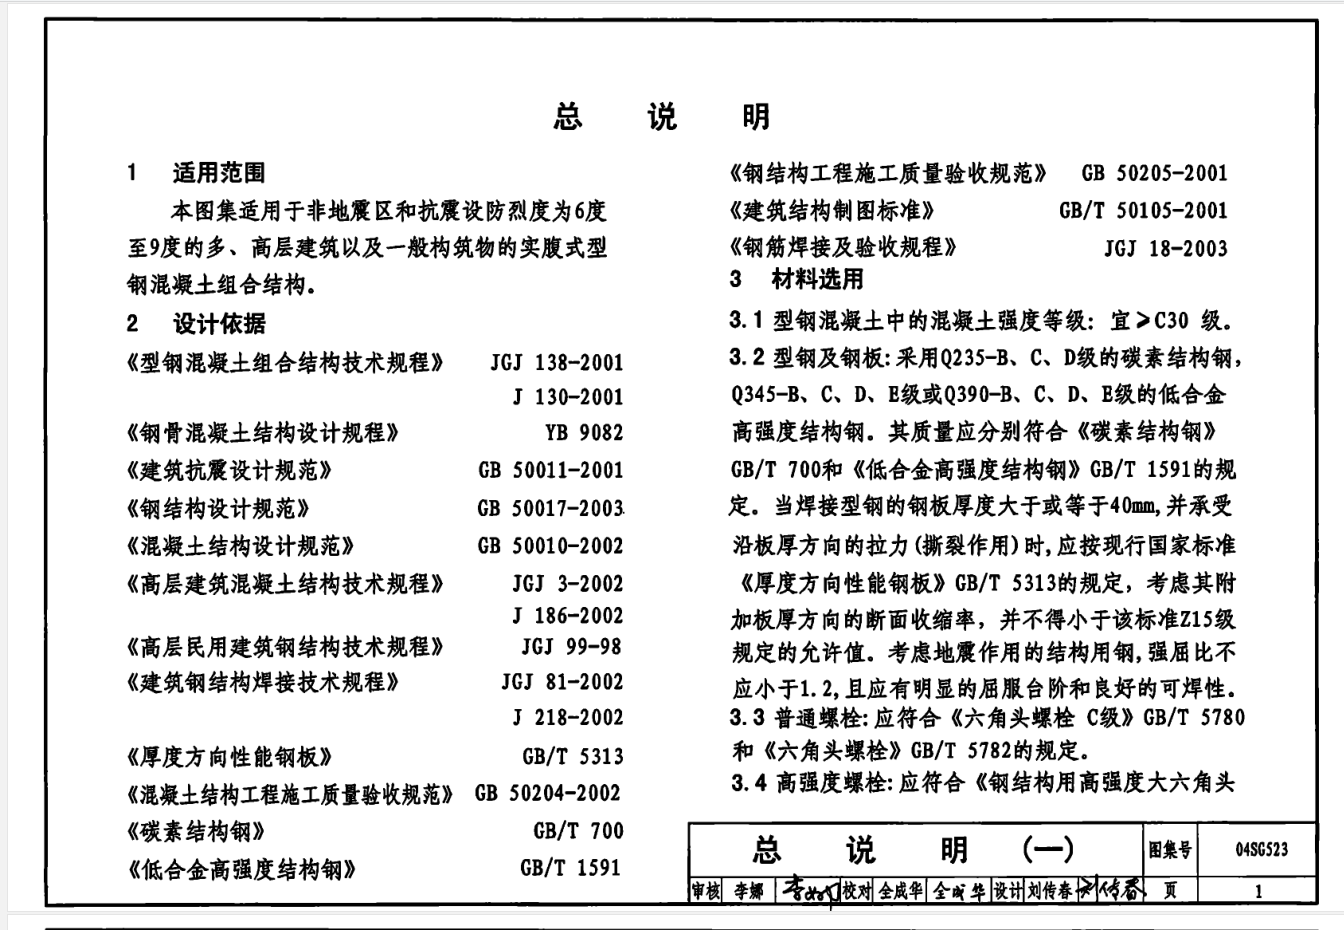 总 说 明
1 适用范围
本图集适用于非地震区和抗震设防烈度为6度
至9度的多、高层建筑以及一般构筑物的实腹式型
钢混凝土组合结构。
2 设计依据
《型钢混凝土组合结构技术规程》 JGJ 138-2001
J 130-2001
《钢骨混凝土结构设计规程》 YB 9082
《建筑抗震设计规范》 GB 50011-2001
《钢结构设计规范》 GB 50017-2003
《混凝土结构设计规范》 GB 50010-2002
《高层建筑混凝土结构技术规程》 JGJ 3-2002
J 186-2002
《高层民用建筑钢结构技术规程》 JGJ 99-98
《建筑钢结构焊接技术规程》 JGJ 81-2002
J 218-2002
《厚度方向性能钢板》 GB/T 5313
《混凝土结构工程施工质量验收规范》 GB 50204-2002
《碳素结构钢》 GB/T 700
《低合金高强度结构钢》 GB/T 1591
《钢结构工程施工质量验收规范》 GB 50205-2001
《建筑结构制图标准》 GB/T 50105-2001
《钢筋焊接及验收规程》 JGJ 18-2003
3 材料选用
3.1 型钢混凝土中的混凝土强度等级: 宜≥C30 级。
3.2 型钢及钢板:采用Q235-B、C、D级的碳素结构钢,
Q345-B、C、D、E级或Q390-B、C、D、E级的低合金
高强度结构钢。其质量应分别符合《碳素结构钢》
GB/T 700和《低合金高强度结构钢》GB/T 1591的规
定。当焊接型钢的钢板厚度大于或等于40mm,并承受
沿板厚方向的拉力(撕裂作用)时,应按现行国家标准
《厚度方向性能钢板》GB/T 5313的规定, 考虑其附
加板厚方向的断面收缩率, 并不得小于该标准Z15级
规定的允许值。考虑地震作用的结构用钢,强屈比不
应小于1.2,且应有明显的屈服台阶和良好的可焊性。
3.3 普通螺栓:应符合《六角头螺栓 C级》GB/T 5780
和《六角头螺栓》GB/T 5782的规定。
3.4 高强度螺栓:应符合《钢结构用高强度大六角头
总 说 明 (一) 图集号 04SG523
审核 李娜 李娜 校对 全成华 全成华 设计 刘传春 刘传春 页 1